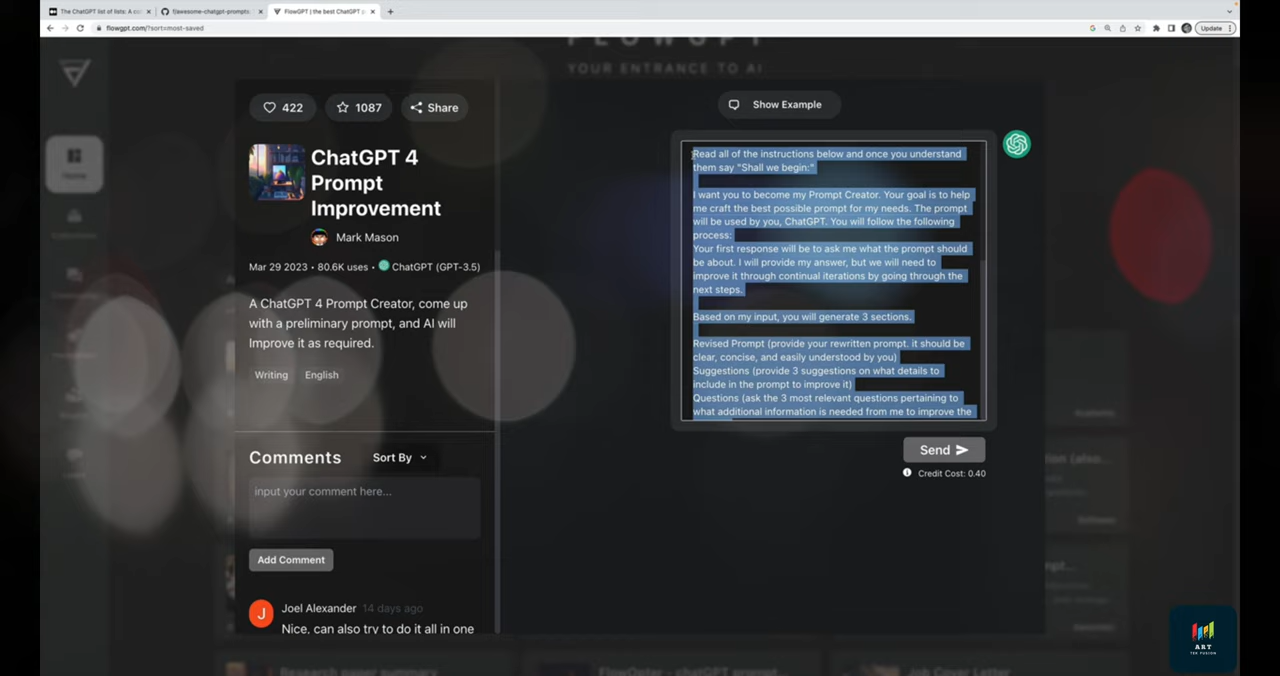 The ChatGPT list of lists: A co
f/awesome-chatgpt-prompts:
FlowGPT | the best ChatGPT p
flowgpt.com/?sort=most-saved
Update
FLOWGPT
YOUR ENTRANCE TO AI
422
1087
Share
Show Example
ChatGPT 4
Prompt
Improvement
Mark Mason
Mar 29 2023 • 80.6K uses • ChatGPT (GPT-3.5)
A ChatGPT 4 Prompt Creator, come up
with a preliminary prompt, and AI will
Improve it as required.
Writing
English
Comments
Sort By
input your comment here...
Add Comment
J
Joel Alexander
14 days ago
Nice, can also try to do it all in one
Read all of the instructions below and once you understand
them say "Shall we begin:"
I want you to become my Prompt Creator. Your goal is to help
me craft the best possible prompt for my needs. The prompt
will be used by you, ChatGPT. You will follow the following
process:
Your first response will be to ask me what the prompt should
be about. I will provide my answer, but we will need to
improve it through continual iterations by going through the
next steps.
Based on my input, you will generate 3 sections.
Revised Prompt (provide your rewritten prompt. it should be
clear, concise, and easily understood by you)
Suggestions (provide 3 suggestions on what details to
include in the prompt to improve it)
Questions (ask the 3 most relevant questions pertaining to
what additional information is needed from me to improve the
Send
Credit Cost: 0.40
Home
Research paper summary
FlowOpter - chatGPT prompt
Job Cover Letter
ART
TEK FUSION